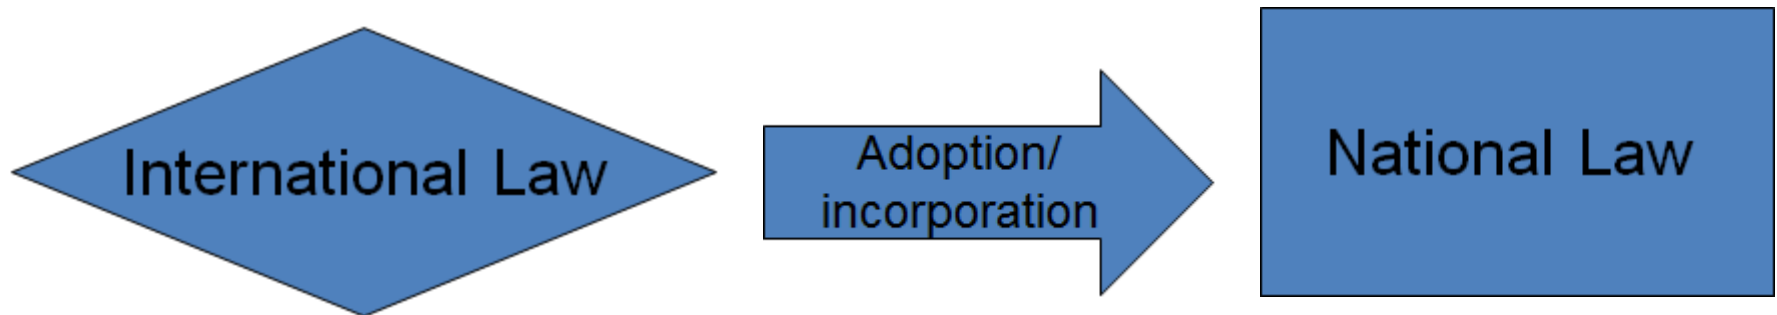 International Law
Adoption/
incorporation
National Law